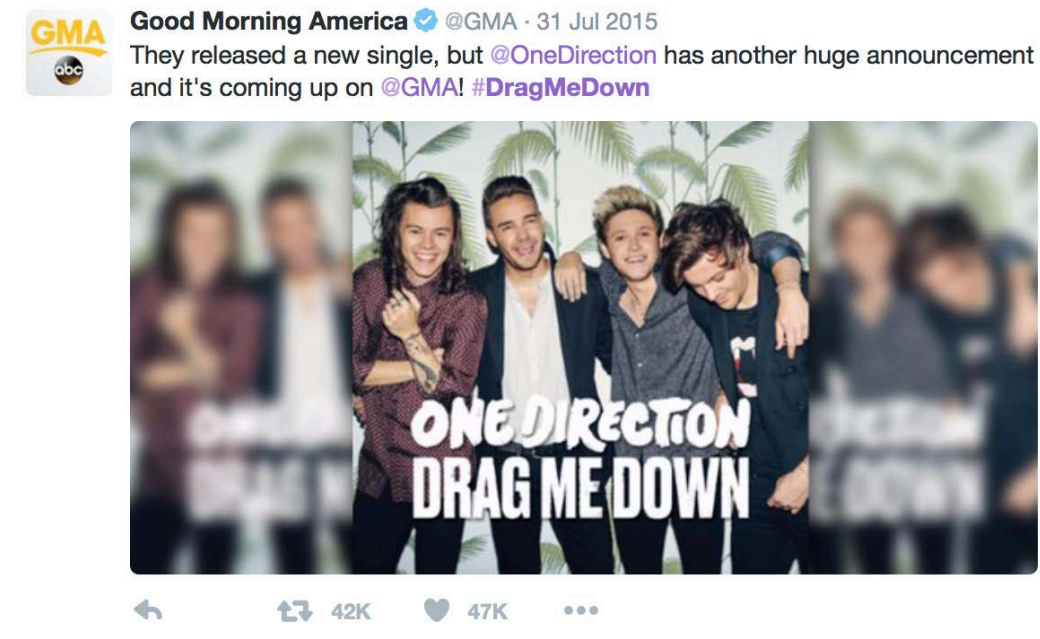 GMA
abc
Good Morning America @GMA · 31 Jul 2015
They released a new single, but @OneDirection has another huge announcement
and it's coming up on @GMA! #DragMeDown
ONE DIRECTION
DRAG ME DOWN
42K 47K